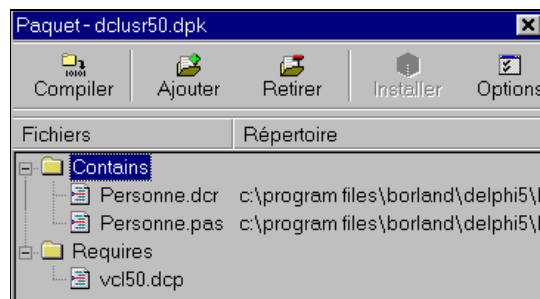 Paquet - dclusr50.dpk
Compiler Ajouter Retirer Installer Options
Fichiers Répertoire
Contains
Personne.dcr c:\program files\borland\delphi5\
Personne.pas c:\program files\borland\delphi5\
Requires
vcl50.dcp